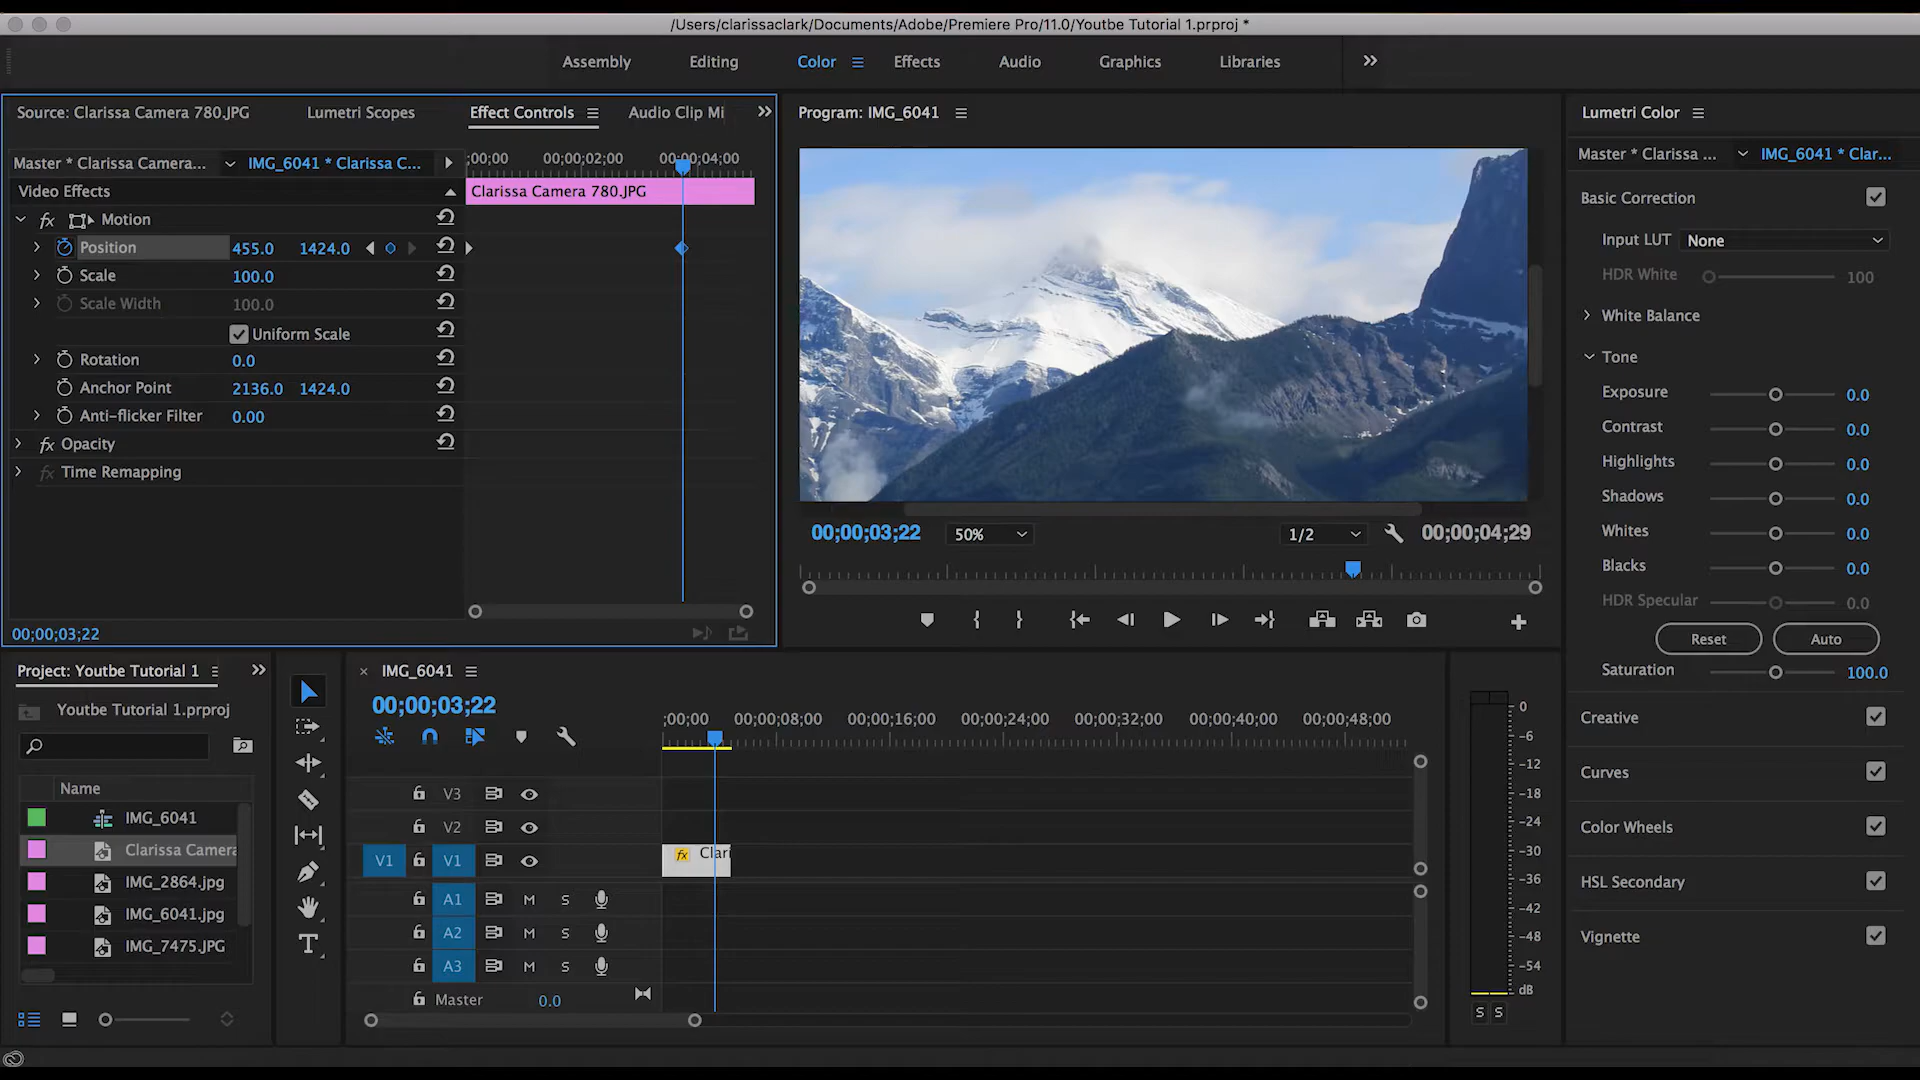 /Users/clarissaclark/Documents/Adobe/Premiere Pro/11.0/Youtbe Tutorial 1.prproj *
Assembly Editing Color Effects Audio Graphics Libraries
Source: Clarissa Camera 780.JPG Lumetri Scopes Effect Controls Audio Clip Mi
Master * Clarissa Camera... IMG_6041 * Clarissa C...
;00;00 00;00;02;00 00;00;04;00
Video Effects
Clarissa Camera 780.JPG
fx Motion
Position 455.0 1424.0
Scale 100.0
Scale Width 100.0
Uniform Scale
Rotation 0.0
Anchor Point 2136.0 1424.0
Anti-flicker Filter 0.00
fx Opacity
fx Time Remapping
00;00;03;22
Program: IMG_6041
00;00;03;22 50% 1/2 00;00;04;29
Lumetri Color
Master * Clarissa ... IMG_6041 * Clar...
Basic Correction
Input LUT None
HDR White 100
White Balance
Tone
Exposure 0.0
Contrast 0.0
Highlights 0.0
Shadows 0.0
Whites 0.0
Blacks 0.0
HDR Specular 0.0
Reset Auto
Saturation 100.0
Creative
Curves
Color Wheels
HSL Secondary
Vignette
Project: Youtbe Tutorial 1
Youtbe Tutorial 1.prproj
Name
IMG_6041
Clarissa Camera
IMG_2864.jpg
IMG_6041.jpg
IMG_7475.JPG
T
× IMG_6041
00;00;03;22
;00;00 00;00;08;00 00;00;16;00 00;00;24;00 00;00;32;00 00;00;40;00 00;00;48;00
V3
V2
V1 V1
fx Clari
A1 M S
A2 M S
A3 M S
Master 0.0
0
-6
-12
-18
-24
-30
-36
-42
-48
-54
dB
S S